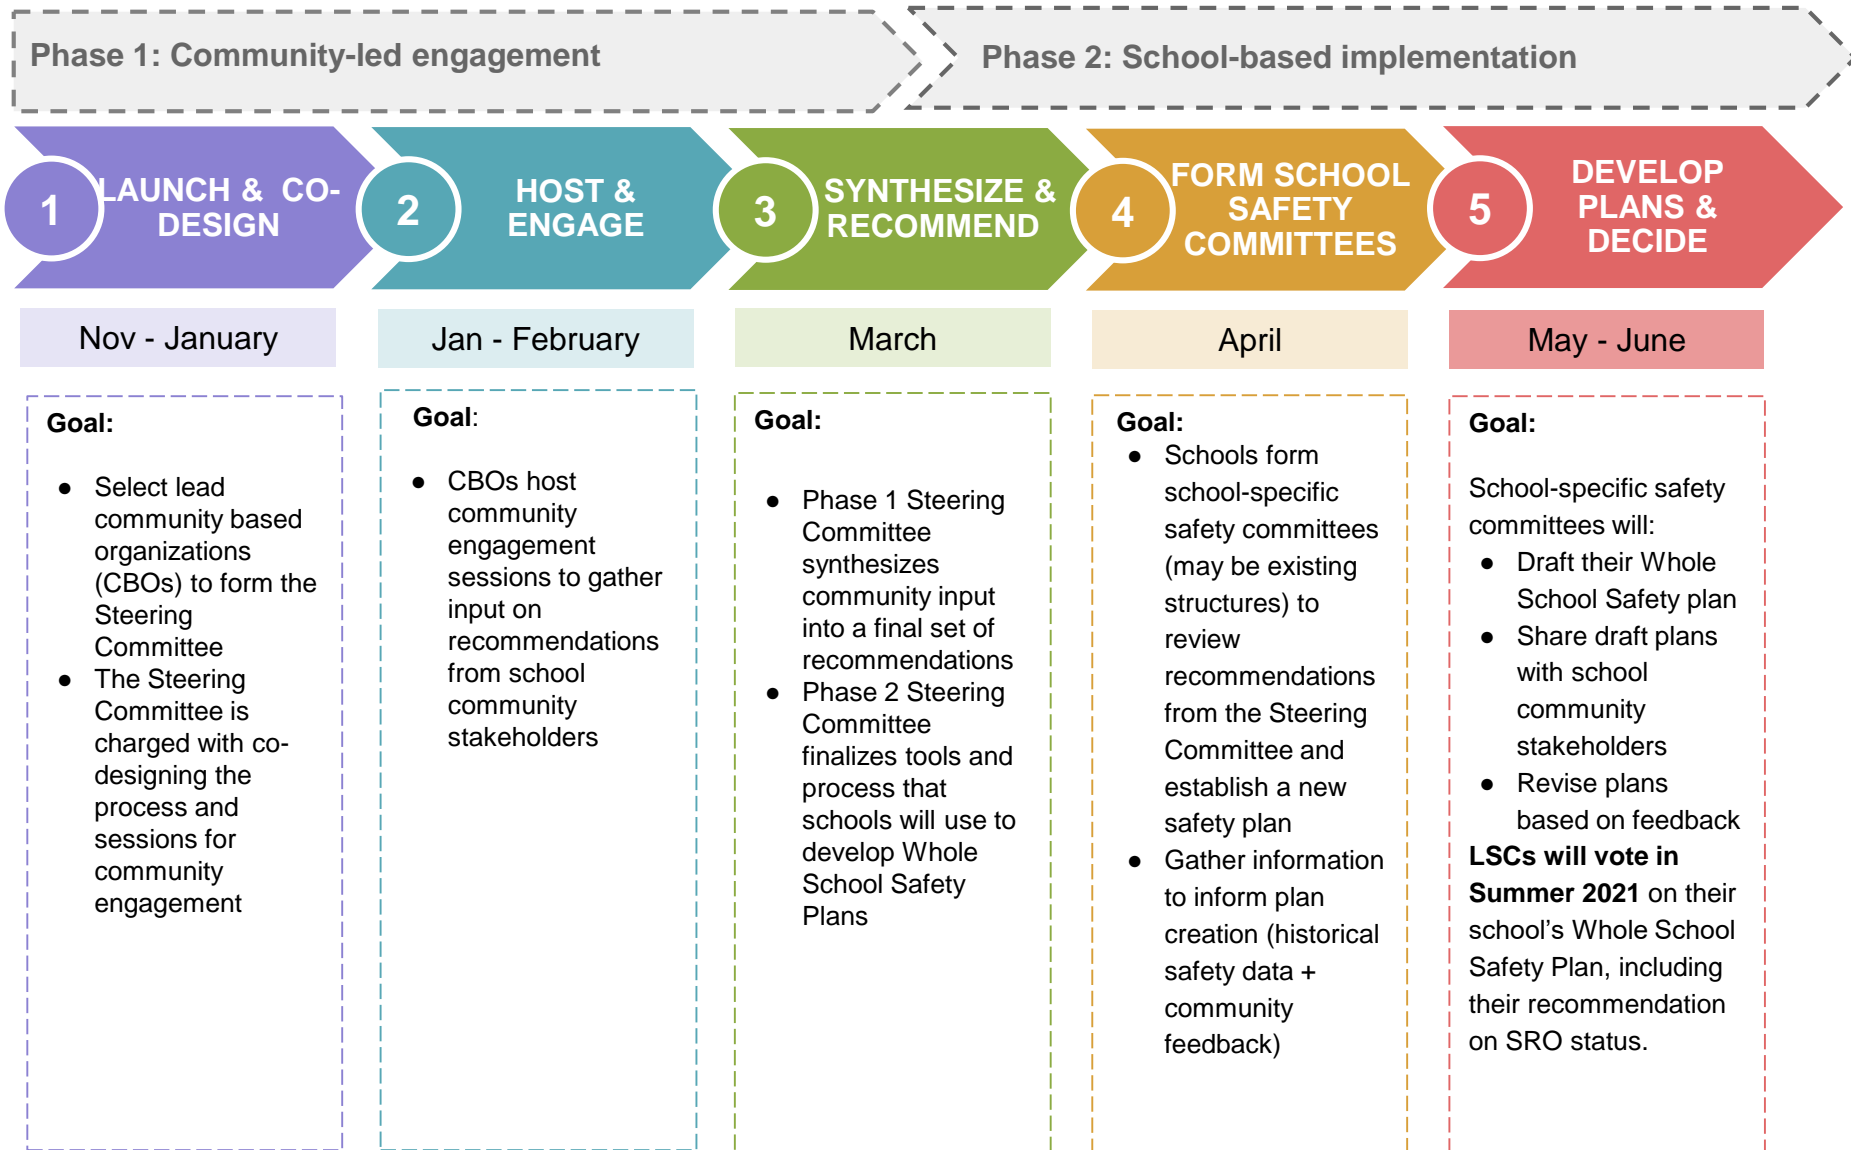 Phase 1: Community-led engagement
Phase 2: School-based implementation
1
LAUNCH & CO-
DESIGN
2
HOST &
ENGAGE
3
SYNTHESIZE &
RECOMMEND
4
FORM SCHOOL
SAFETY
COMMITTEES
5
DEVELOP
PLANS &
DECIDE
Nov - January
Jan - February
March
April
May - June
Goal:
● Select lead
community based
organizations
(CBOs) to form the
Steering
Committee
● The Steering
Committee is
charged with co-
designing the
process and
sessions for
community
engagement
Goal:
● CBOs host
community
engagement
sessions to gather
input on
recommendations
from school
community
stakeholders
Goal:
● Phase 1 Steering
Committee
synthesizes
community input
into a final set of
recommendations
● Phase 2 Steering
Committee
finalizes tools and
process that
schools will use to
develop Whole
School Safety
Plans
Goal:
● Schools form
school-specific
safety committees
(may be existing
structures) to
review
recommendations
from the Steering
Committee and
establish a new
safety plan
● Gather information
to inform plan
creation (historical
safety data +
community
feedback)
Goal:
School-specific safety
committees will:
● Draft their Whole
School Safety plan
● Share draft plans
with school
community
stakeholders
● Revise plans
based on feedback
LSCs will vote in
Summer 2021 on their
school’s Whole School
Safety Plan, including
their recommendation
on SRO status.